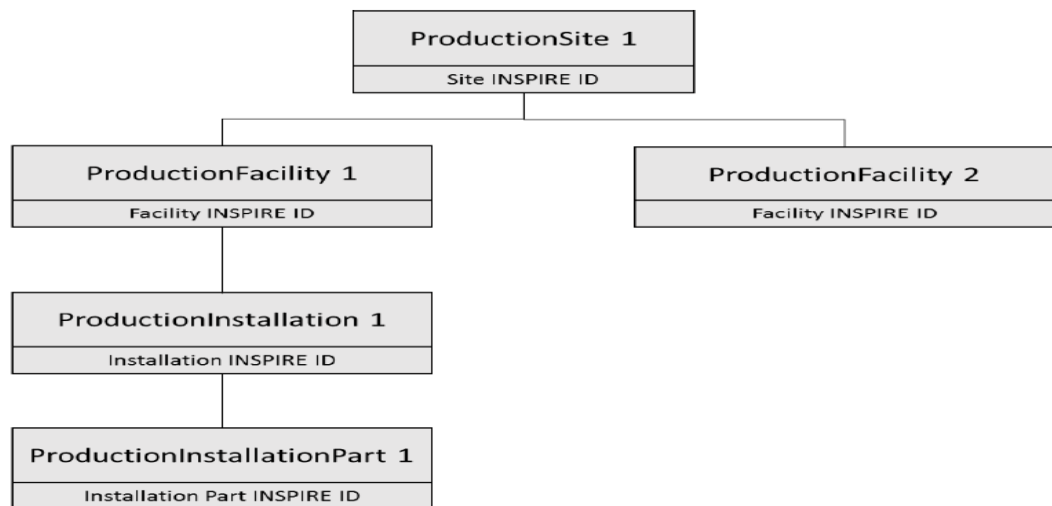 ProductionSite 1
Site INSPIRE ID
ProductionFacility 1
Facility INSPIRE ID
ProductionFacility 2
Facility INSPIRE ID
ProductionInstallation 1
Installation INSPIRE ID
ProductionInstallationPart 1
Installation Part INSPIRE ID